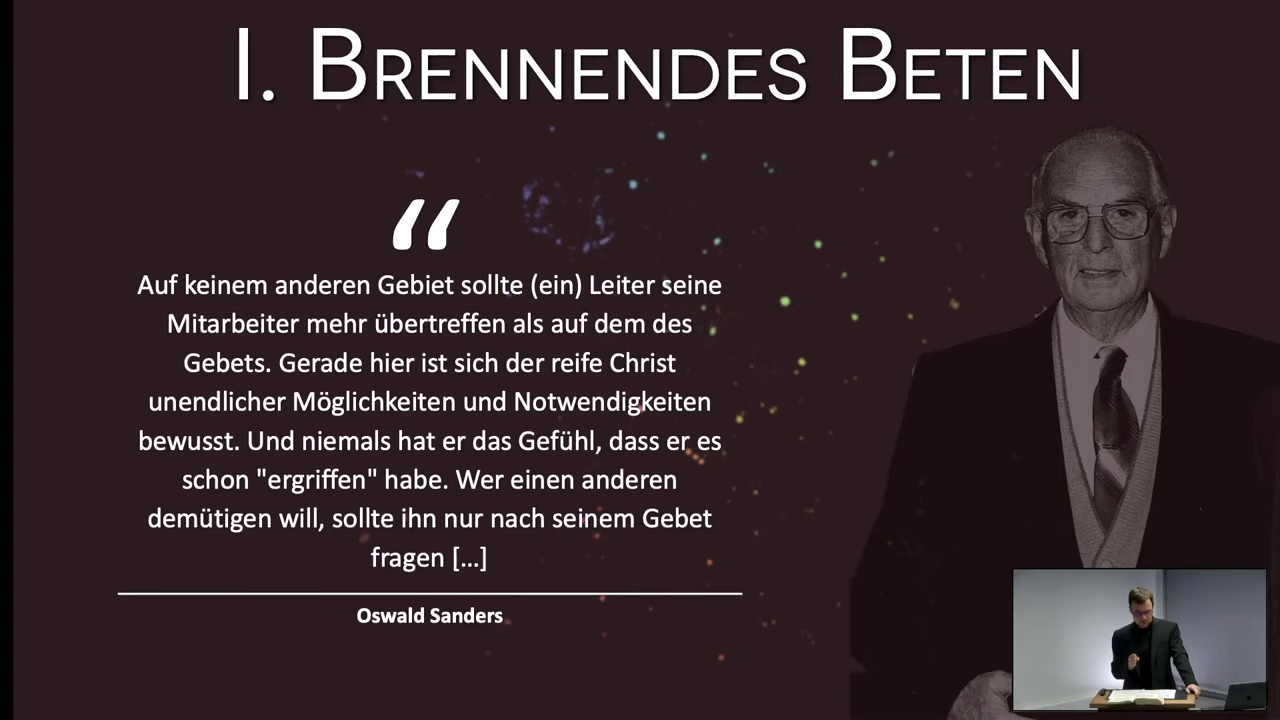 I. BRENNENDES BETEN
“
Auf keinem anderen Gebiet sollte (ein) Leiter seine
Mitarbeiter mehr übertreffen als auf dem des
Gebets. Gerade hier ist sich der reife Christ
unendlicher Möglichkeiten und Notwendigkeiten
bewusst. Und niemals hat er das Gefühl, dass er es
schon "ergriffen" habe. Wer einen anderen
demütigen will, sollte ihn nur nach seinem Gebet
fragen [...]
Oswald Sanders